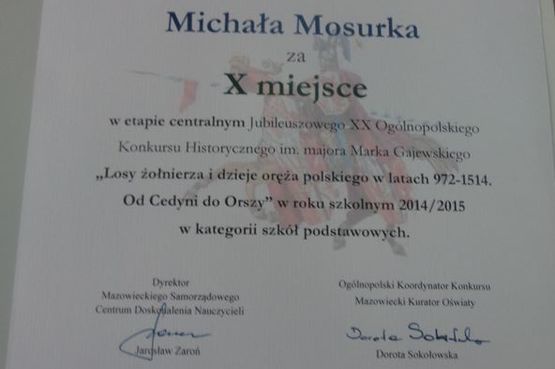 Michała Mosurka
za
X miejsce
w etapie centralnym Jubileuszowego XX Ogólnopolskiego
Konkursu Historycznego im. majora Marka Gajewskiego
„Losy żołnierza i dzieje oręża polskiego w latach 972-1514.
Od Cedyni do Orszy” w roku szkolnym 2014/2015
w kategorii szkół podstawowych.
Dyrektor
Mazowieckiego Samorządowego
Centrum Doskonalenia Nauczycieli
Jarosław Zaroń
Ogólnopolski Koordynator Konkursu
Mazowiecki Kurator Oświaty
Dorota Sokołowska
Dorota Sokołowska